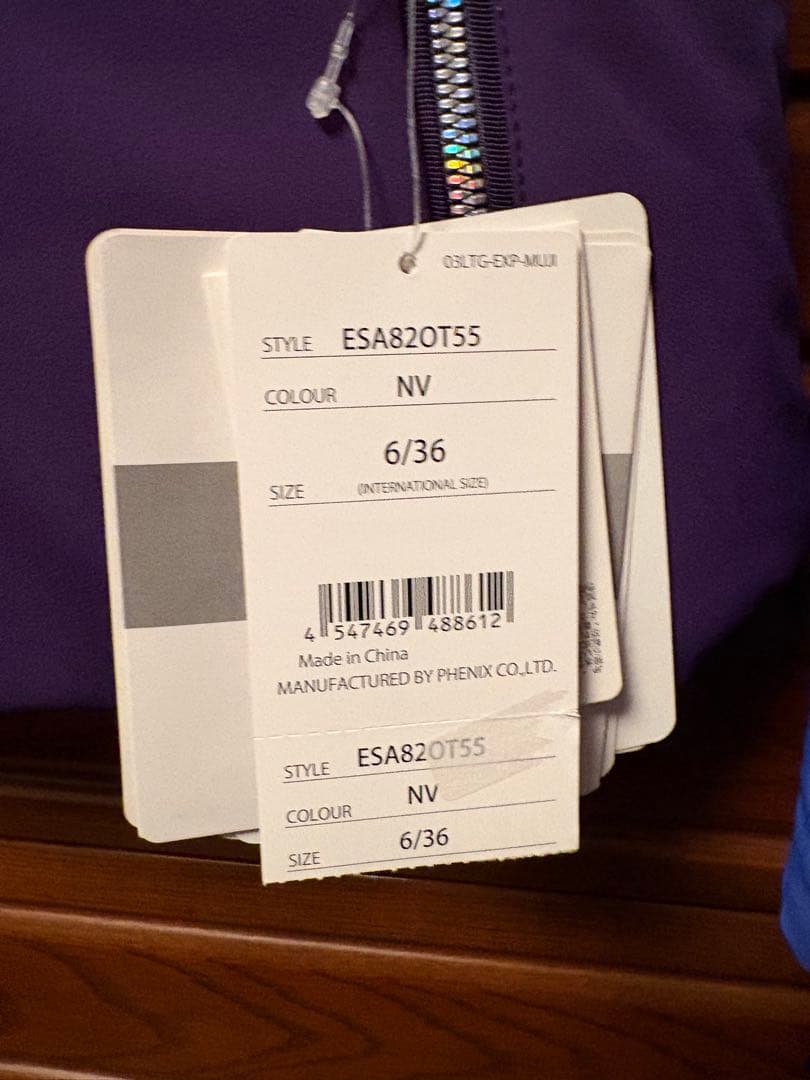 03LTG-EXP-MUJI
STYLE ESA82OT55
COLOUR NV
6/36
SIZE (INTERNATIONAL SIZE)
4 547469 488612
Made in China
MANUFACTURED BY PHENIX CO.,LTD.
STYLE ESA82OT55
COLOUR NV
SIZE 6/36